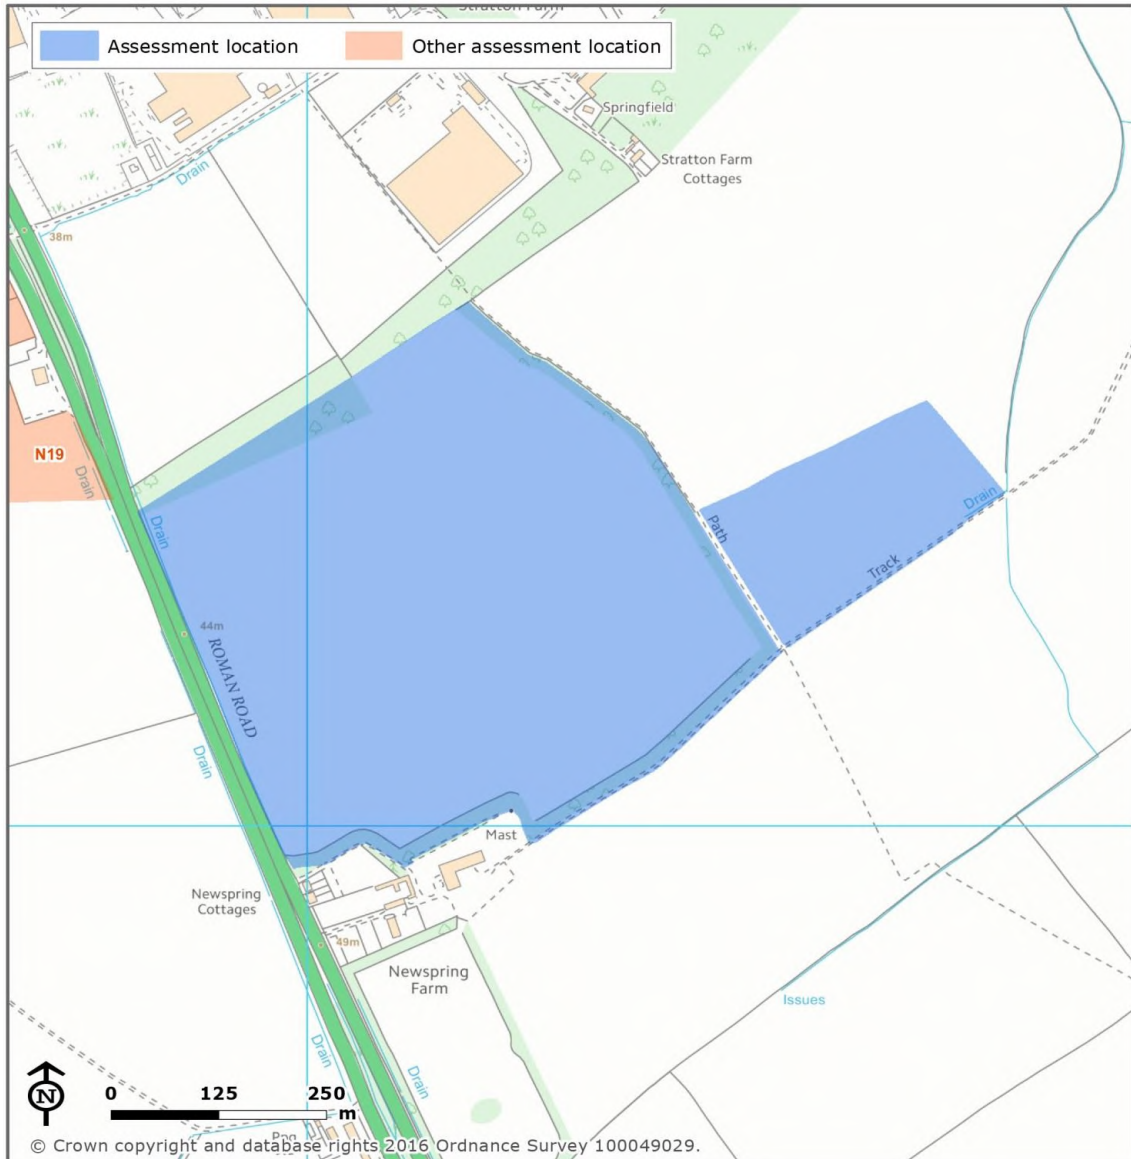 Stratton Farm
Assessment location
Other assessment location
Springfield
Stratton Farm
Cottages
Drain
38m
N19
Drain
Drain
Path
Drain
Track
44m
ROMAN ROAD
Drain
Mast
Newspring
Cottages
49m
Newspring
Farm
Issues
Drain
Drain
N
0 125 250
m
© Crown copyright and database rights 2016 Ordnance Survey 100049029.